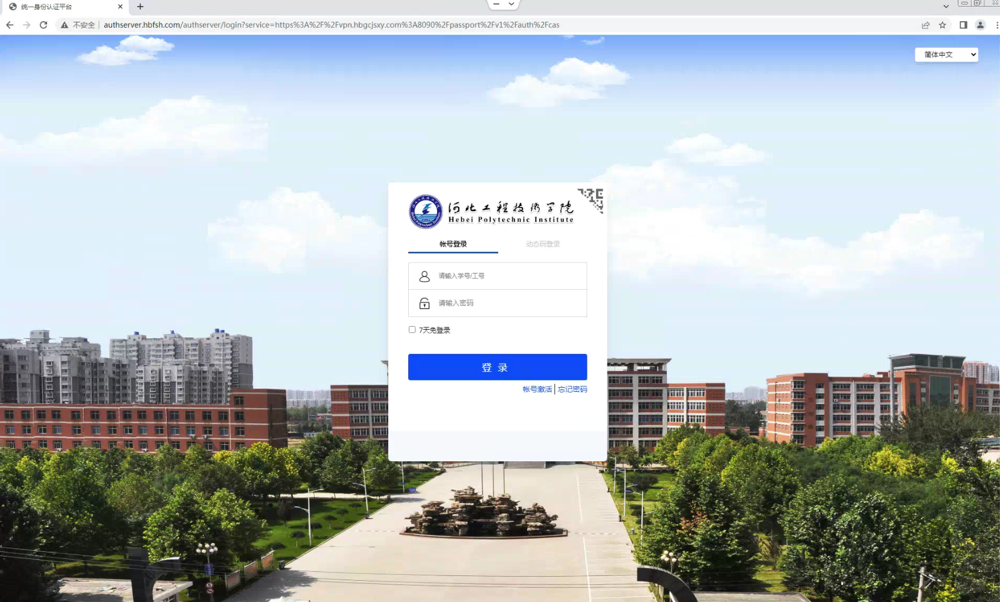 统一身份认证平台
不安全
authserver.hbfsh.com/authserver/login?service=https%3A%2F%2Fvpn.hbgcjsxy.com%3A8090%2Fpassport%2Fv1%2Fauth%2Fcas
简体中文
河北工程技术学院
Hebei Polytechnic Institute
帐号登录
动态码登录
请输入学号/工号
请输入密码
7天免登录
登 录
帐号激活 | 忘记密码